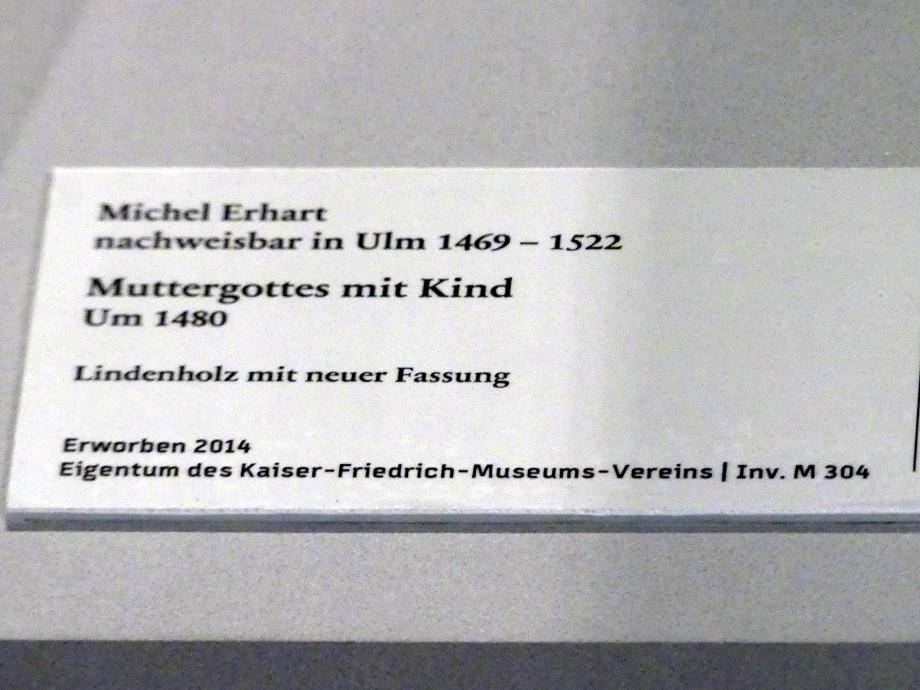 Michel Erhart
nachweisbar in Ulm 1469 – 1522
Muttergottes mit Kind
Um 1480
Lindenholz mit neuer Fassung
Erworben 2014
Eigentum des Kaiser-Friedrich-Museums-Vereins | Inv. M 304